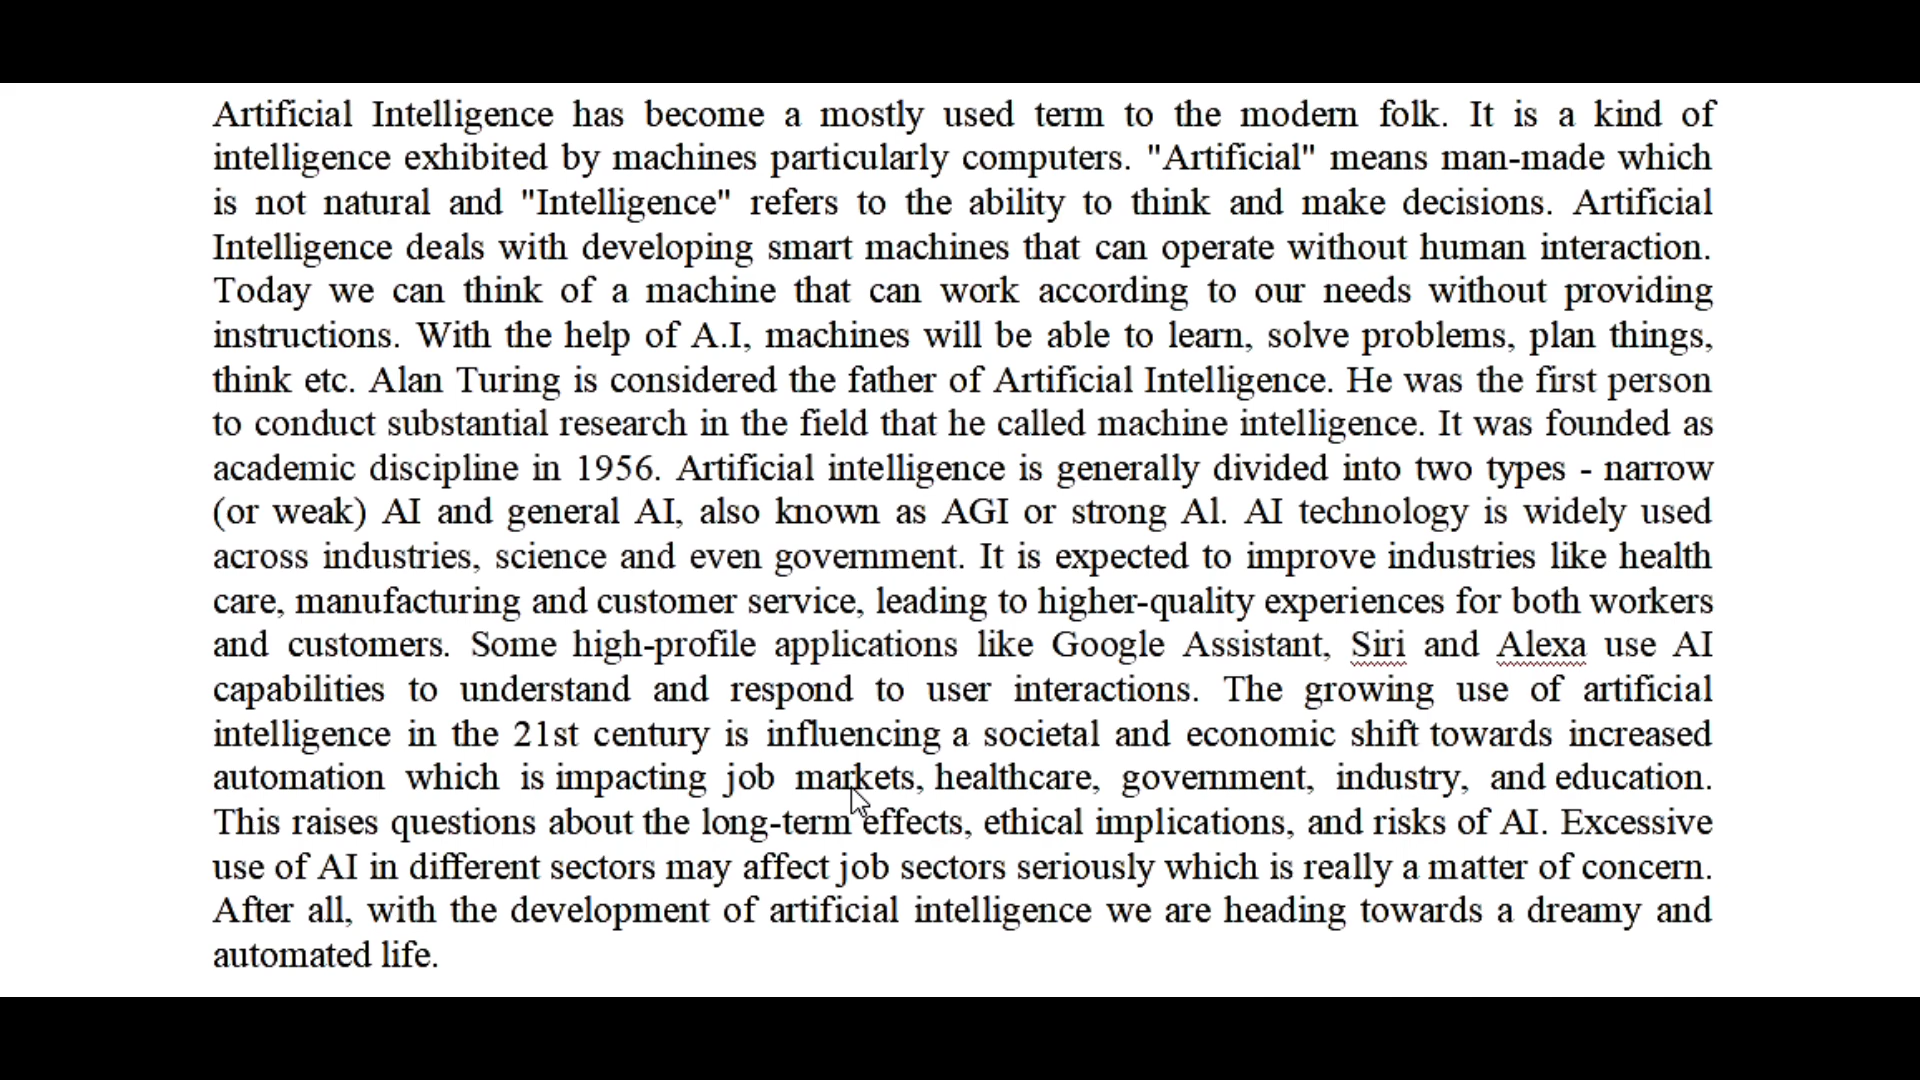 Artificial Intelligence has become a mostly used term to the modern folk. It is a kind of
intelligence exhibited by machines particularly computers. "Artificial" means man-made which
is not natural and "Intelligence" refers to the ability to think and make decisions. Artificial
Intelligence deals with developing smart machines that can operate without human interaction.
Today we can think of a machine that can work according to our needs without providing
instructions. With the help of A.I, machines will be able to learn, solve problems, plan things,
think etc. Alan Turing is considered the father of Artificial Intelligence. He was the first person
to conduct substantial research in the field that he called machine intelligence. It was founded as
academic discipline in 1956. Artificial intelligence is generally divided into two types - narrow
(or weak) AI and general AI, also known as AGI or strong Al. AI technology is widely used
across industries, science and even government. It is expected to improve industries like health
care, manufacturing and customer service, leading to higher-quality experiences for both workers
and customers. Some high-profile applications like Google Assistant, Siri and Alexa use AI
capabilities to understand and respond to user interactions. The growing use of artificial
intelligence in the 21st century is influencing a societal and economic shift towards increased
automation which is impacting job markets, healthcare, government, industry, and education.
This raises questions about the long-term effects, ethical implications, and risks of AI. Excessive
use of AI in different sectors may affect job sectors seriously which is really a matter of concern.
After all, with the development of artificial intelligence we are heading towards a dreamy and
automated life.